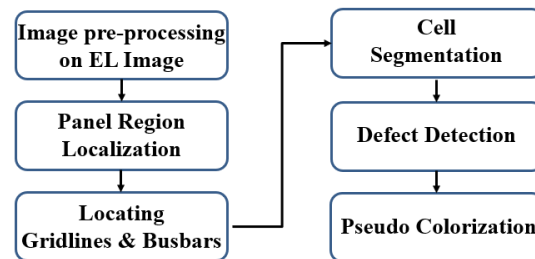 Image pre-processing
on EL Image
Panel Region
Localization
Locating
Gridlines & Busbars
Cell
Segmentation
Defect Detection
Pseudo Colorization